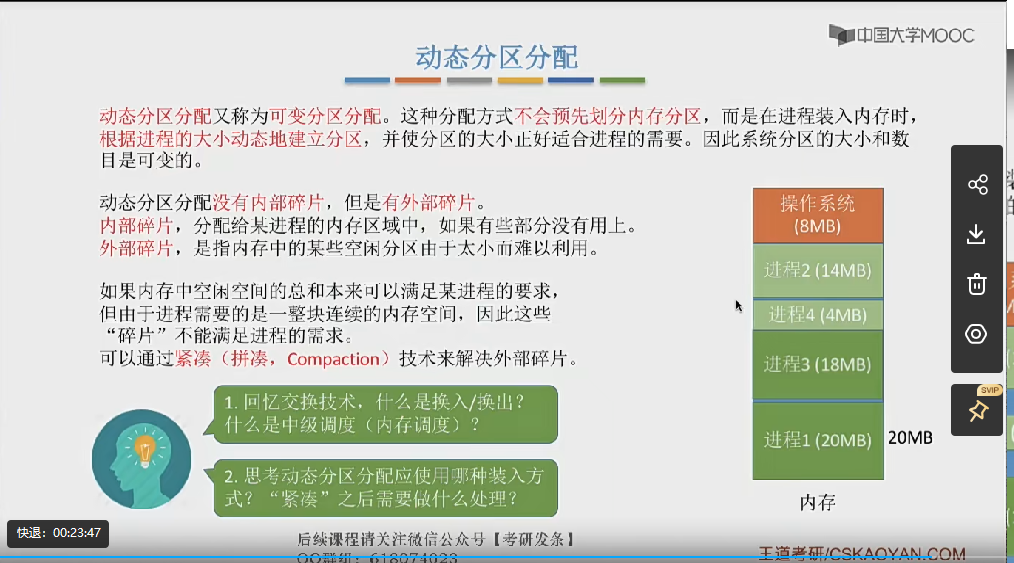 中国大学MOOC
动态分区分配
动态分区分配又称为可变分区分配。这种分配方式不会预先划分内存分区，而是在进程装入内存时，
根据进程的大小动态地建立分区，并使分区的大小正好适合进程的需要。因此系统分区的大小和数
目是可变的。
动态分区分配没有内部碎片，但是有外部碎片。
内部碎片，分配给某进程的内存区域中，如果有些部分没有用上。
外部碎片，是指内存中的某些空闲分区由于太小而难以利用。
如果内存中空闲空间的总和本来可以满足某进程的要求，
但由于进程需要的是一整块连续的内存空间，因此这些
“碎片”不能满足进程的需求。
可以通过紧凑（拼凑，Compaction）技术来解决外部碎片。
1. 回忆交换技术，什么是换入/换出？
什么是中级调度（内存调度）？
2. 思考动态分区分配应使用哪种装入方
式？“紧凑”之后需要做什么处理？
操作系统
(8MB)
进程2 (14MB)
进程4 (4MB)
进程3 (18MB)
进程1 (20MB)
20MB
内存
SVIP
快退：00:23:47
后续课程请关注微信公众号【考研发条】
QQ群组：618074023
王道考研/CSKAOYAN.COM